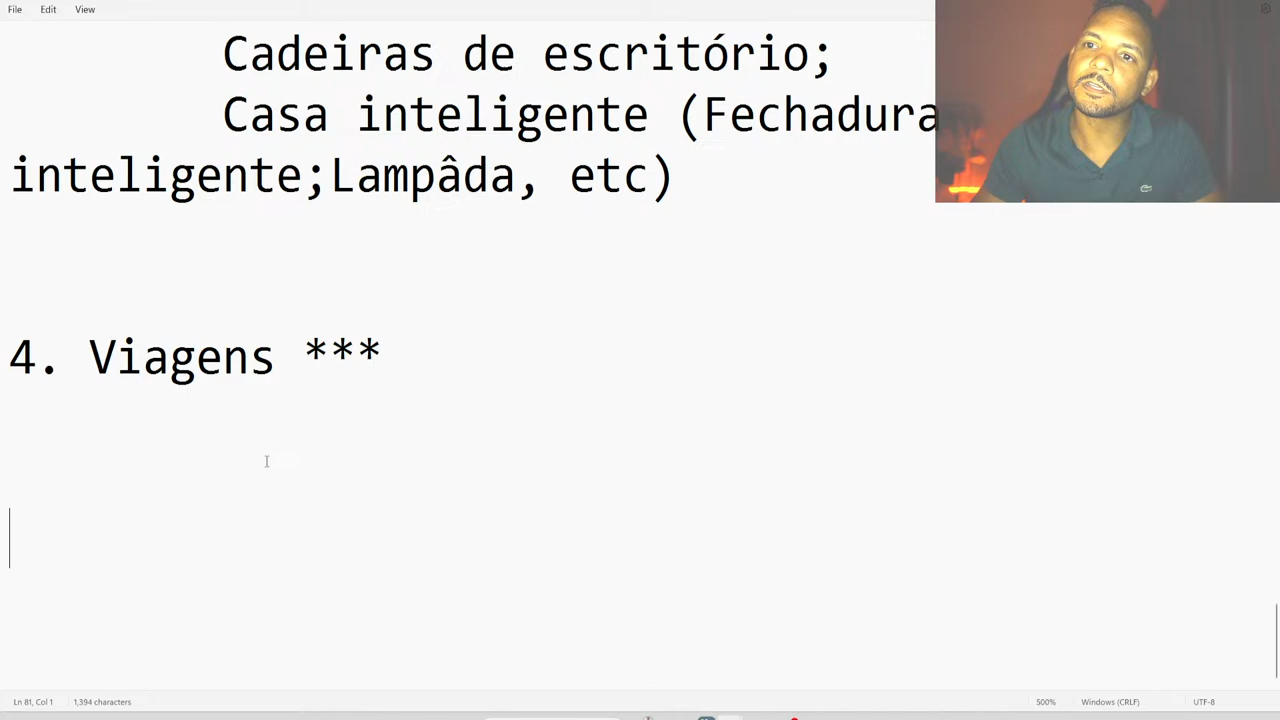 File Edit View
Cadeiras de escritório;
Casa inteligente (Fechadura
inteligente;Lampâda, etc)
4. Viagens ***
Ln 81, Col 1 1,394 characters 500% Windows (CRLF) UTF-8